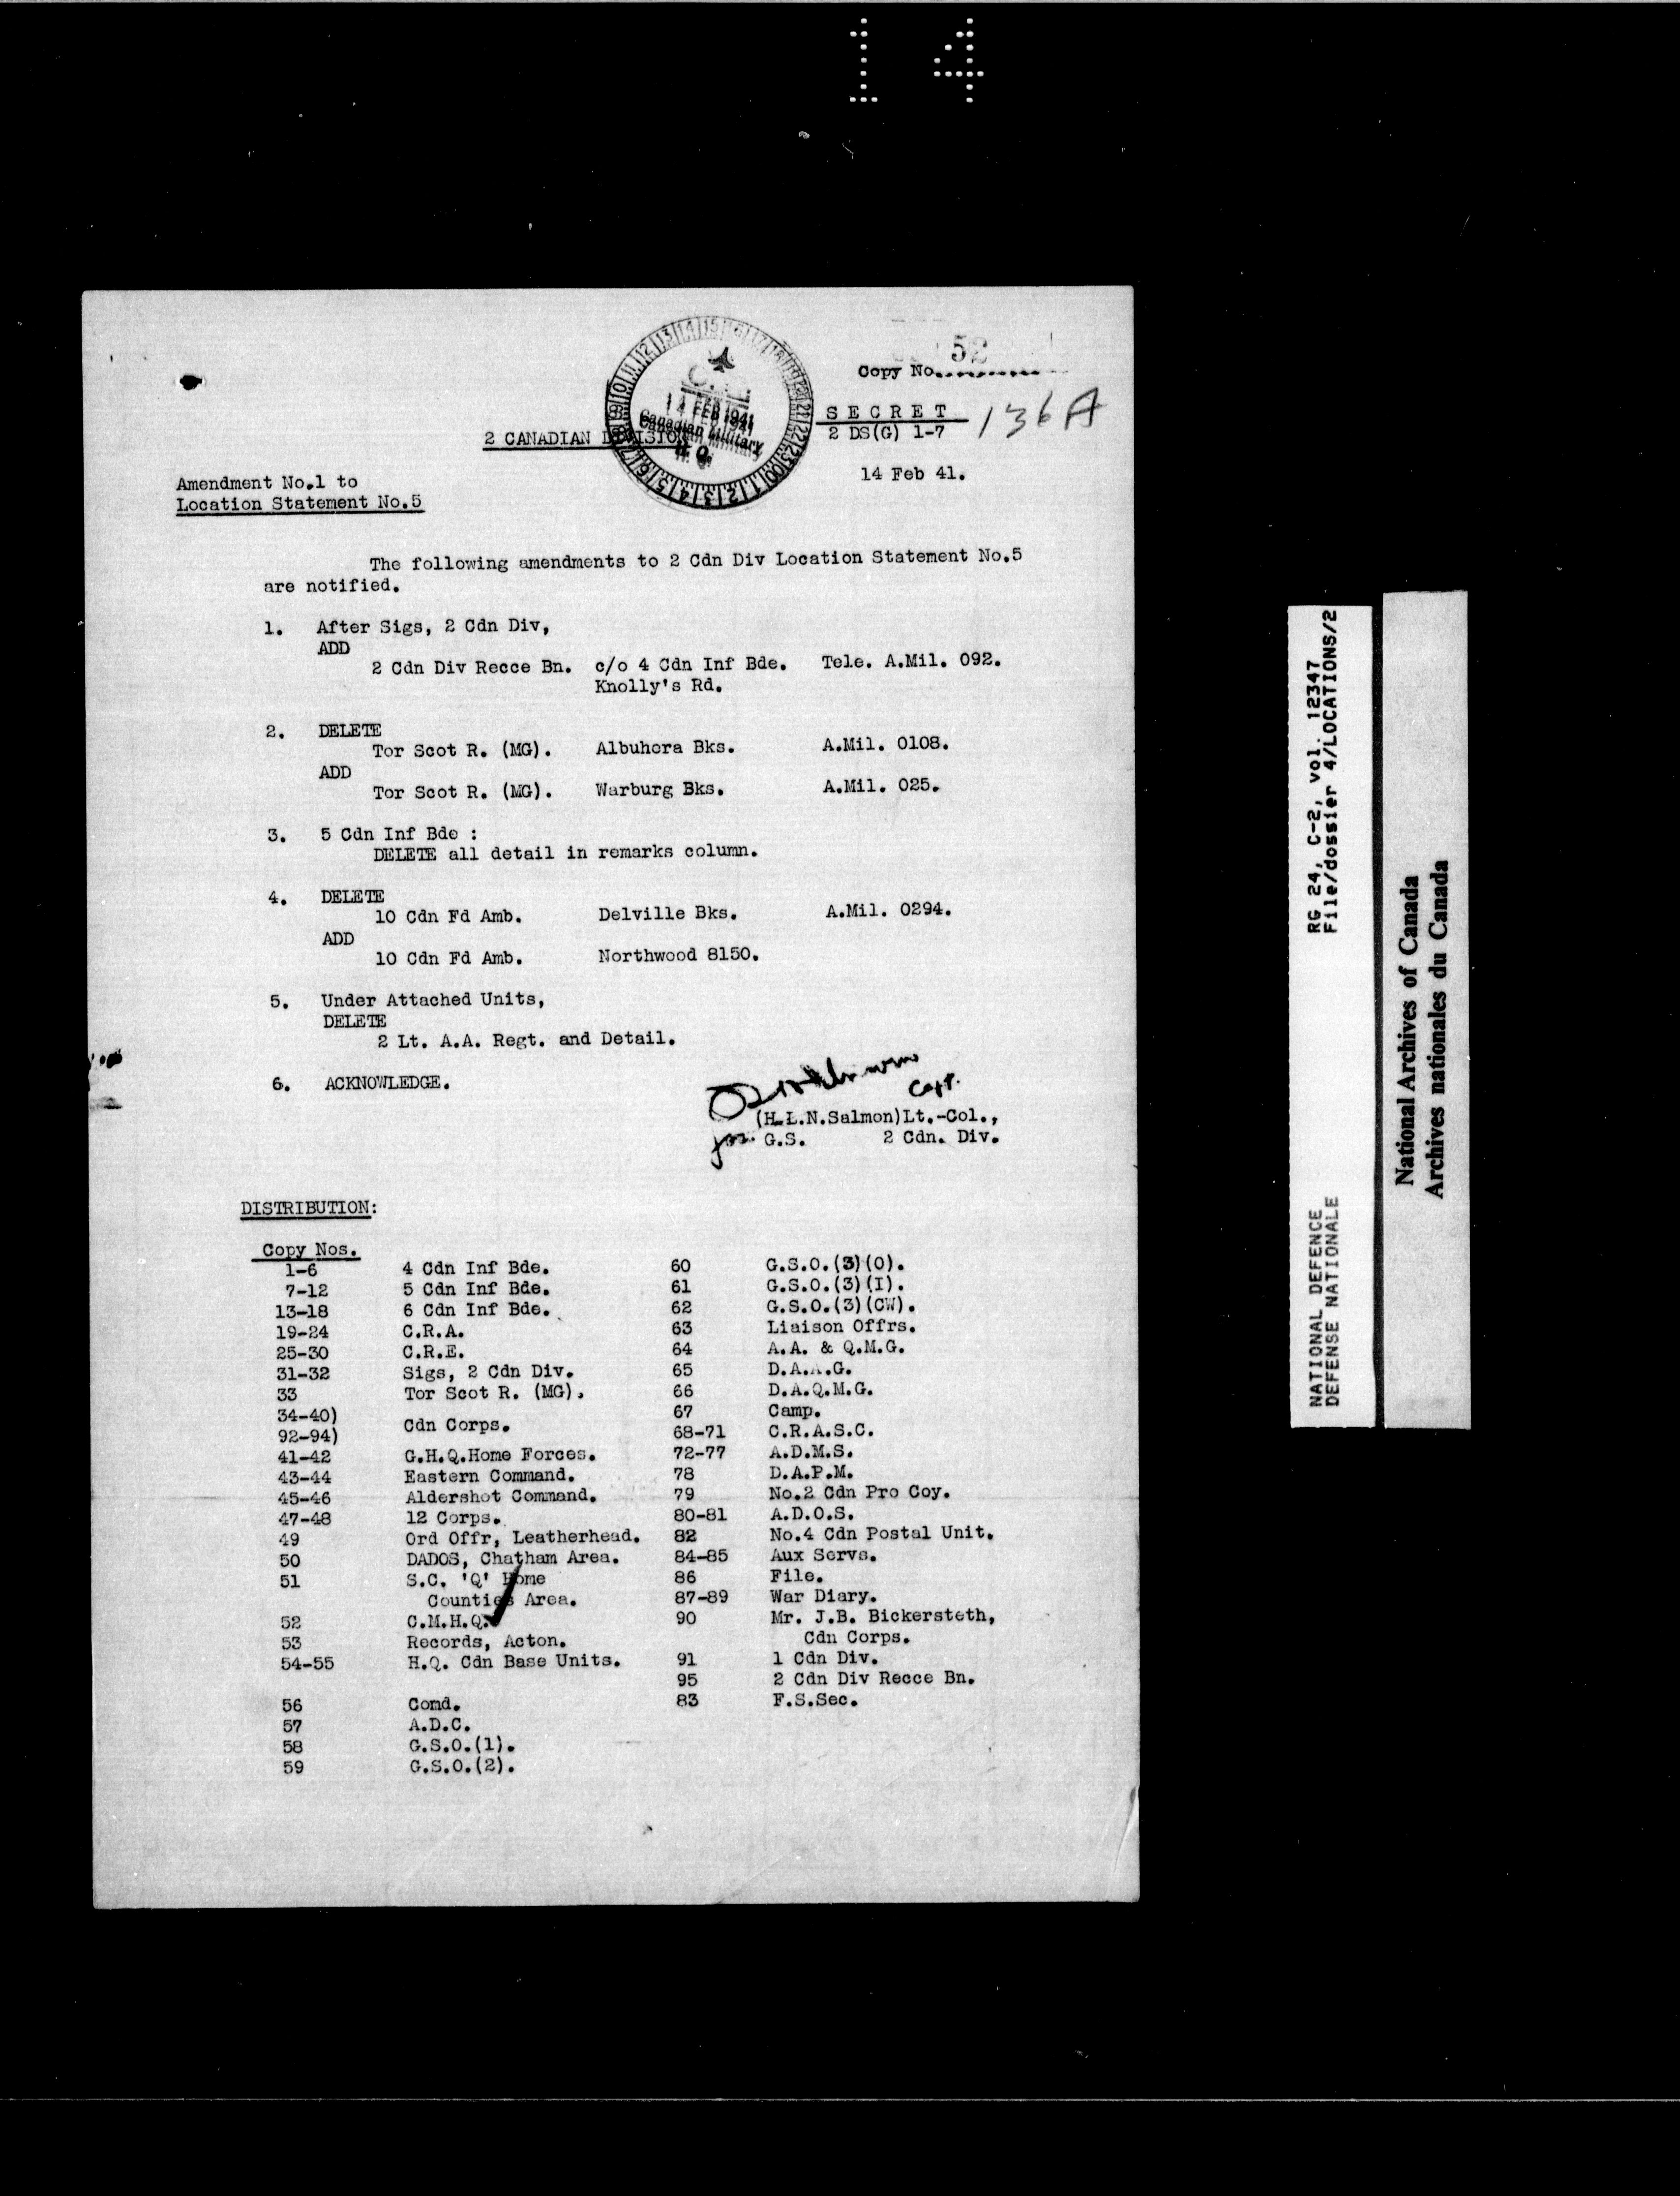 14
52
Copy No.
SECRET
136A
2 DS(G) 1-7
2 CANADIAN DIVISION
14 FEB 1941
Canadian Military
H.Q.
14 Feb 41.
Amendment No.1 to
Location Statement No.5
The following amendments to 2 Cdn Div Location Statement No.5
are notified.
1. After Sigs, 2 Cdn Div,
ADD
2 Cdn Div Recce Bn. c/o 4 Cdn Inf Bde. Tele. A.Mil. 092.
Knolly's Rd.
2. DELETE
Tor Scot R. (MG). Albuhera Bks. A.Mil. 0108.
ADD
Tor Scot R. (MG). Warburg Bks. A.Mil. 025.
3. 5 Cdn Inf Bde :
DELETE all detail in remarks column.
4. DELETE
10 Cdn Fd Amb. Delville Bks. A.Mil. 0294.
ADD
10 Cdn Fd Amb. Northwood 8150.
5. Under Attached Units,
DELETE
2 Lt. A.A. Regt. and Detail.
6. ACKNOWLEDGE.
Capt.
(H.L.N.Salmon)Lt.-Col.,
for G.S. 2 Cdn. Div.
DISTRIBUTION:
Copy Nos.
1-6 4 Cdn Inf Bde. 60 G.S.O.(3)(O).
7-12 5 Cdn Inf Bde. 61 G.S.O.(3)(I).
13-18 6 Cdn Inf Bde. 62 G.S.O.(3)(CW).
19-24 C.R.A. 63 Liaison Offrs.
25-30 C.R.E. 64 A.A. & Q.M.G.
31-32 Sigs, 2 Cdn Div. 65 D.A.A.G.
33 Tor Scot R. (MG). 66 D.A.Q.M.G.
34-40) 67 Camp.
92-94) Cdn Corps. 68-71 C.R.A.S.C.
41-42 G.H.Q.Home Forces. 72-77 A.D.M.S.
43-44 Eastern Command. 78 D.A.P.M.
45-46 Aldershot Command. 79 No.2 Cdn Pro Coy.
47-48 12 Corps. 80-81 A.D.O.S.
49 Ord Offr, Leatherhead. 82 No.4 Cdn Postal Unit.
50 DADOS, Chatham Area. 84-85 Aux Servs.
51 S.C. 'Q' Home 86 File.
Counties Area. 87-89 War Diary.
52 C.M.H.Q. 90 Mr. J.B. Bickersteth,
53 Records, Acton. Cdn Corps.
54-55 H.Q. Cdn Base Units. 91 1 Cdn Div.
95 2 Cdn Div Recce Bn.
56 Comd. 83 F.S.Sec.
57 A.D.C.
58 G.S.O.(1).
59 G.S.O.(2).
RG 24, C-2, vol. 12347
File/dossier 4/LOCATIONS/2
NATIONAL DEFENCE
DEFENSE NATIONALE
National Archives of Canada
Archives nationales du Canada